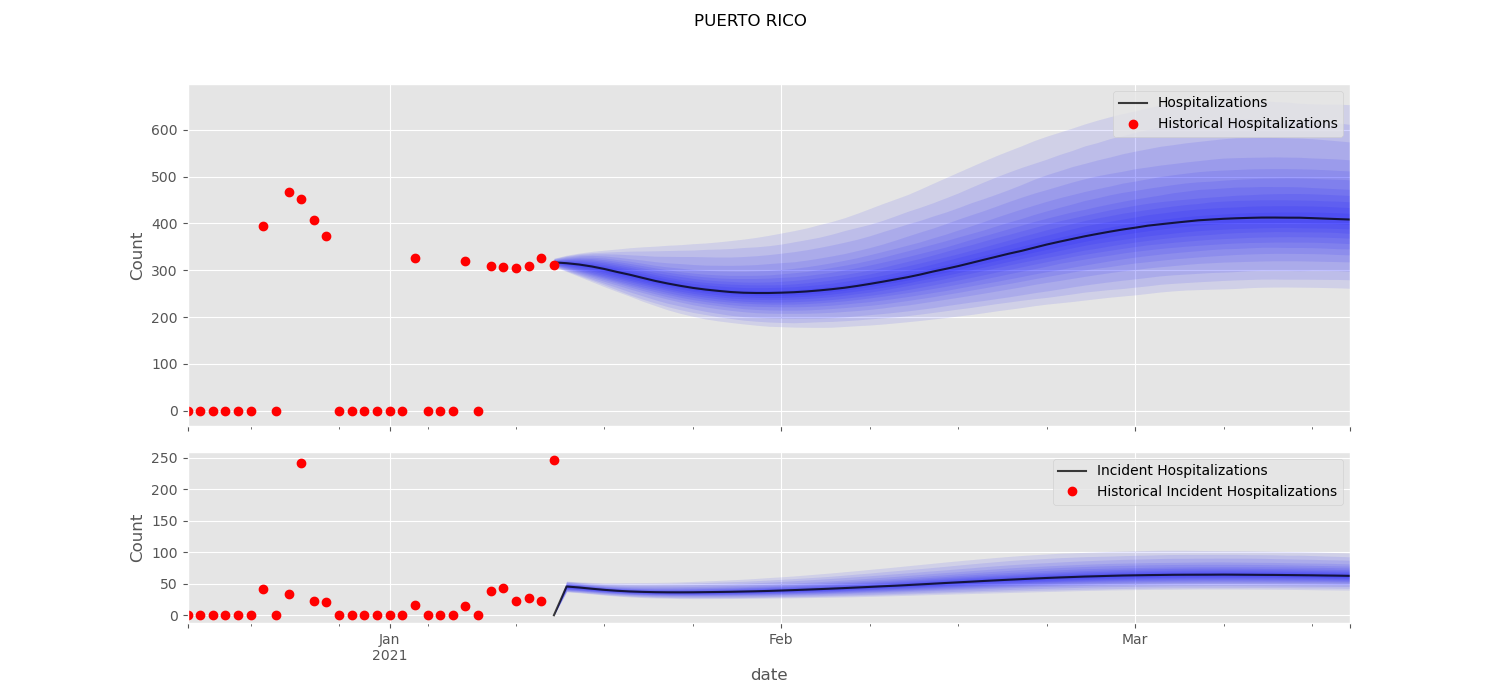 PUERTO RICO
Hospitalizations
Historical Hospitalizations
Count
600
500
400
300
200
100
0
Incident Hospitalizations
Historical Incident Hospitalizations
Count
250
200
150
100
50
0
Jan
2021
Feb
Mar
date